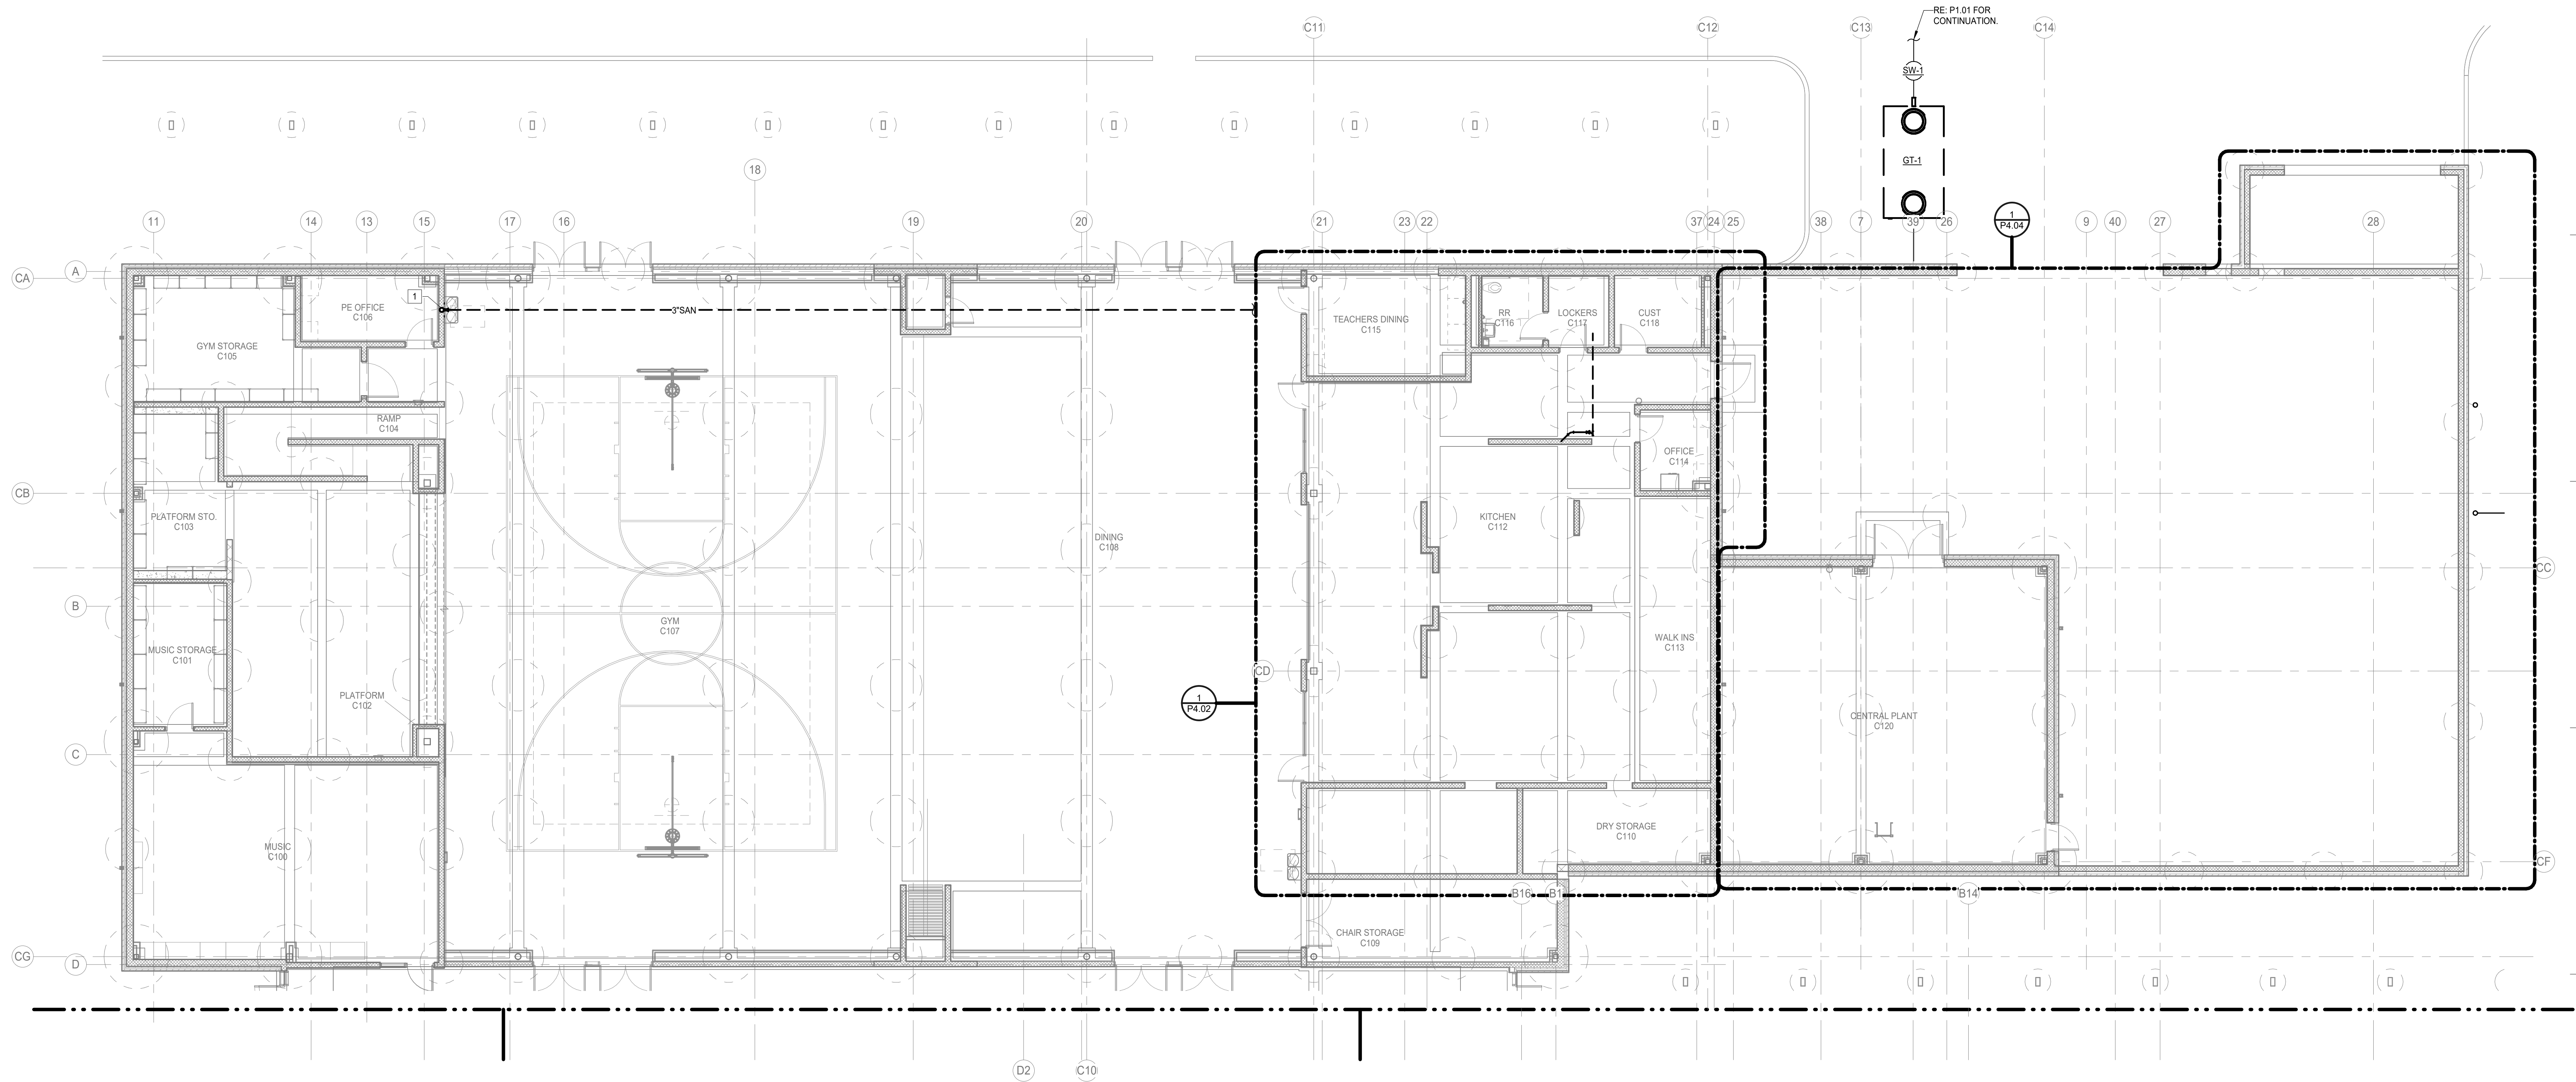 RE: P1.01 FOR
CONTINUATION.
C11
C12
C13
C14
SW-1
GT-1
18
11
14
13
15
17
16
19
20
21
23
22
37
24
25
38
7
39
26
1
P4.04
9
40
27
28
CA
A
1
PE OFFICE
C106
3"SAN
TEACHERS DINING
C115
RR
C116
LOCKERS
C117
CUST
C118
GYM STORAGE
C105
RAMP
C104
OFFICE
C114
CB
PLATFORM STO.
C103
KITCHEN
C112
DINING
C108
CC
B
GYM
C107
MUSIC STORAGE
C101
WALK INS
C113
CD
PLATFORM
C102
1
P4.02
CENTRAL PLANT
C120
C
DRY STORAGE
C110
MUSIC
C100
CF
B16
B1
B14
CHAIR STORAGE
C109
CG
D
D2
C10